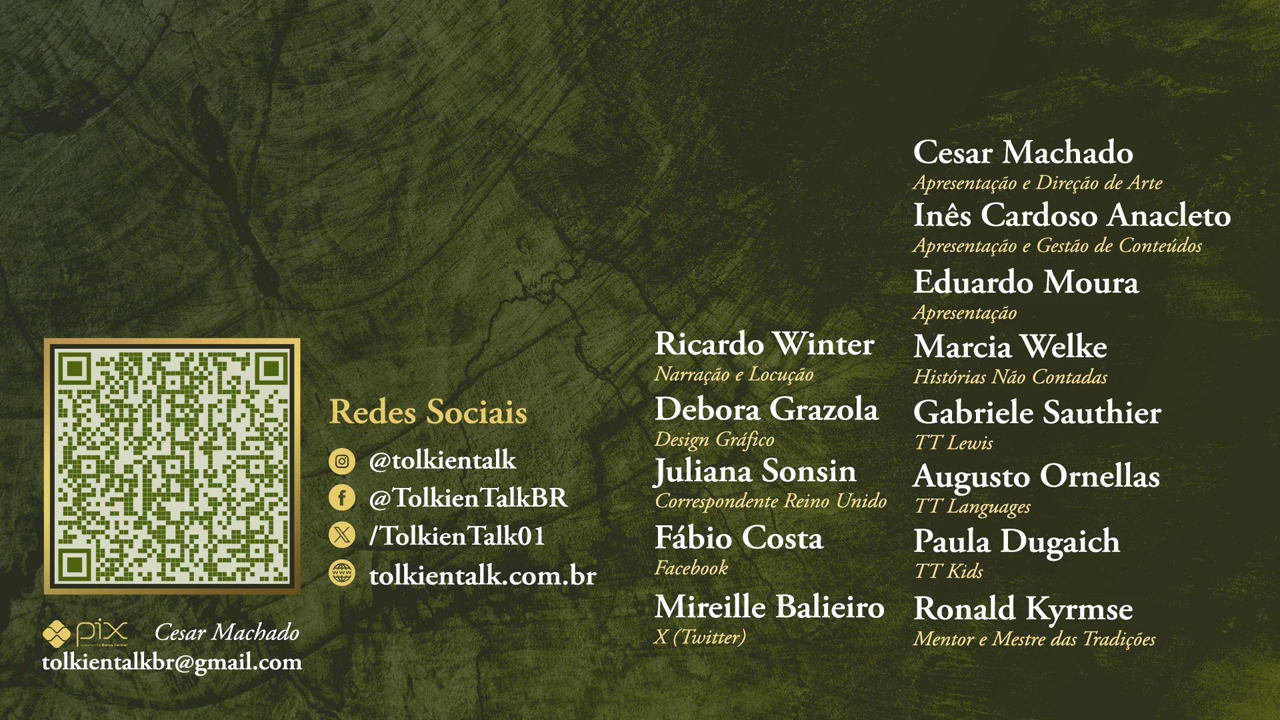 pix Cesar Machado
tolkientalkbr@gmail.com
Redes Sociais
@tolkientalk
@TolkienTalkBR
/TolkienTalk01
tolkientalk.com.br
Ricardo Winter
Narração e Locução
Debora Grazola
Design Gráfico
Juliana Sonsin
Correspondente Reino Unido
Fábio Costa
Facebook
Mireille Balieiro
X (Twitter)
Cesar Machado
Apresentação e Direção de Arte
Inês Cardoso Anacleto
Apresentação e Gestão de Conteúdos
Eduardo Moura
Apresentação
Marcia Welke
Histórias Não Contadas
Gabriele Sauthier
TT Lewis
Augusto Ornellas
TT Languages
Paula Dugaich
TT Kids
Ronald Kyrmse
Mentor e Mestre das Tradições